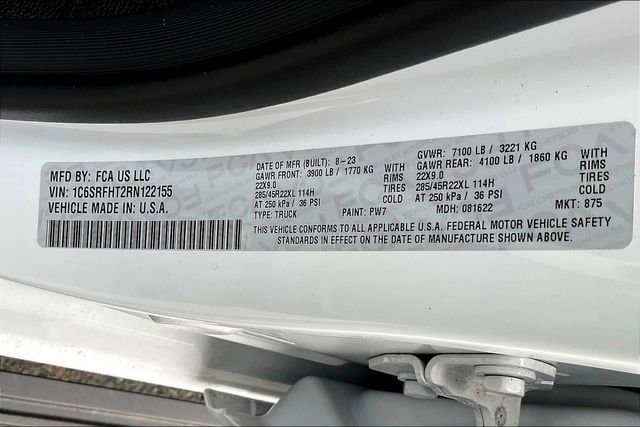 MFD BY: FCA US LLC
VIN: 1C6SRFHT2RN122155
VEHICLE MADE IN: U.S.A.
DATE OF MFR (BUILT): 8-23
GAWR FRONT: 3900 LB / 1770 KG WITH
22X9.0 RIMS
285/45R22XL 114H TIRES
AT 250 kPa / 36 PSI COLD
TYPE: TRUCK PAINT: PW7
GVWR: 7100 LB / 3221 KG
GAWR REAR: 4100 LB / 1860 KG WITH
22X9.0 RIMS
285/45R22XL 114H TIRES
AT 250 kPa / 36 PSI COLD
MDH: 081622 MKT: 875
THIS VEHICLE CONFORMS TO ALL APPLICABLE U.S.A. FEDERAL MOTOR VEHICLE SAFETY
STANDARDS IN EFFECT ON THE DATE OF MANUFACTURE SHOWN ABOVE.